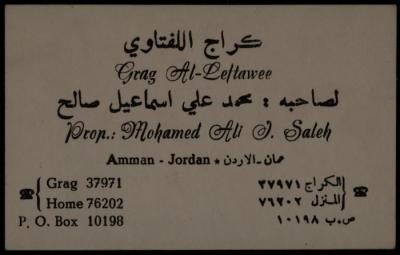 كراج اللفتاوي
Grag Al-Leftawee
لصاحبه : محمد علي اسماعيل صالح
Prop.: Mohamed Ali I. Saleh
Amman - Jordan * عمان - الاردن
Grag 37971 الكراج ٣٧٩٧١
Home 76202 المنزل ٧٦٢٠٢
P. O. Box 10198 ص.ب ١٠١٩٨